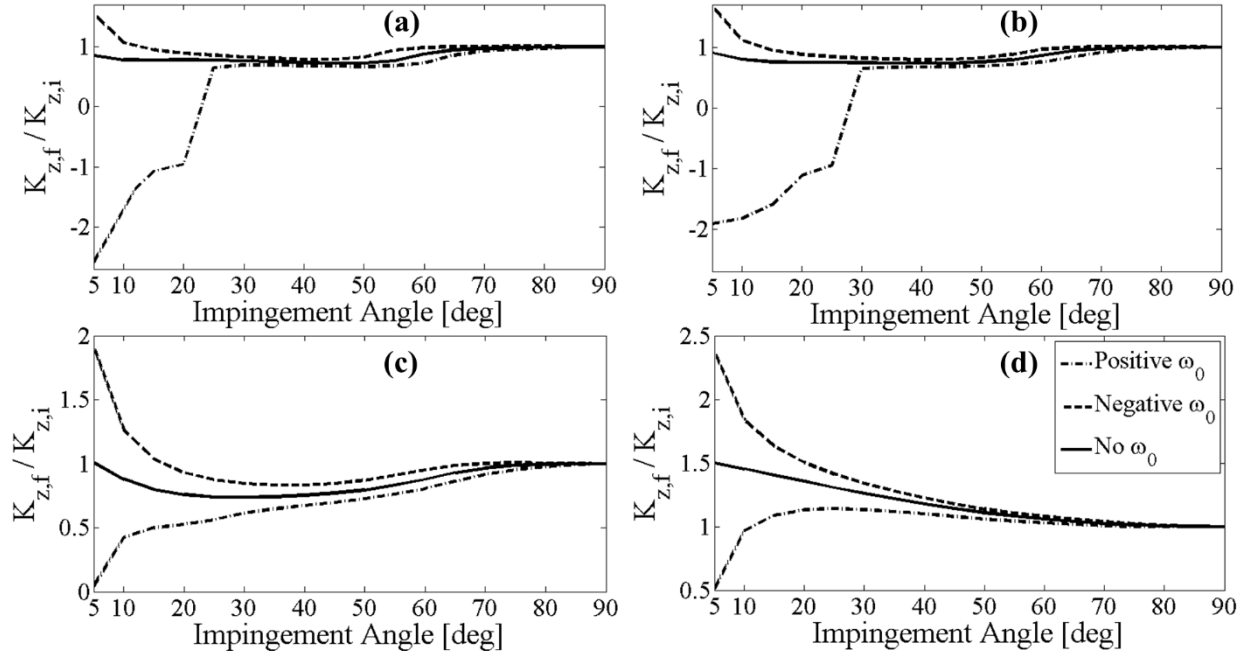 (a)
K_z,f / K_z,i
1
0
-1
-2
5 10 20 30 40 50 60 70 80 90
Impingement Angle [deg]
(b)
K_z,f / K_z,i
1
0
-1
-2
5 10 20 30 40 50 60 70 80 90
Impingement Angle [deg]
(c)
K_z,f / K_z,i
2
1.5
1
0.5
0
5 10 20 30 40 50 60 70 80 90
Impingement Angle [deg]
(d)
K_z,f / K_z,i
2.5
2
1.5
1
0.5
5 10 20 30 40 50 60 70 80 90
Impingement Angle [deg]
Positive ω_0
Negative ω_0
No ω_0